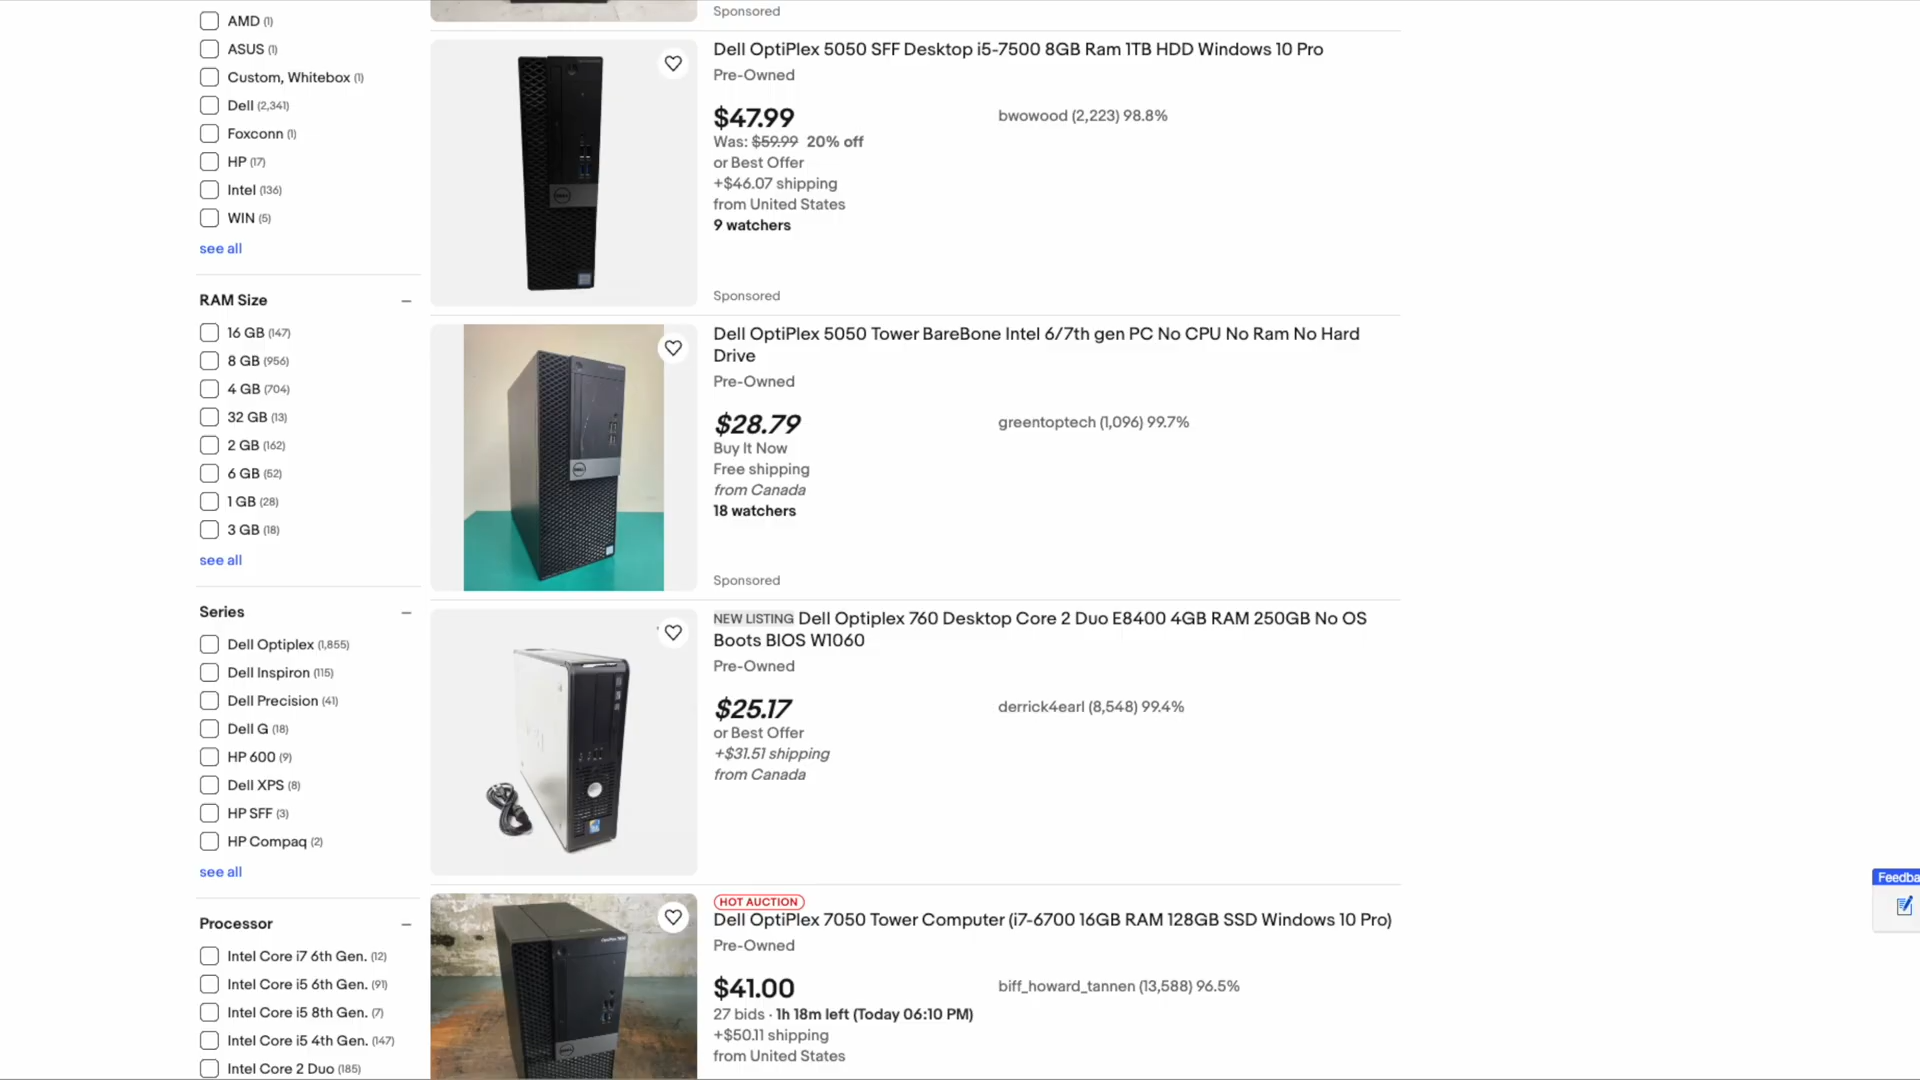 AMD (1)
ASUS (1)
Custom, Whitebox (1)
Dell (2,341)
Foxconn (1)
HP (17)
Intel (136)
WIN (5)
see all
RAM Size
16 GB (147)
8 GB (956)
4 GB (704)
32 GB (13)
2 GB (162)
6 GB (52)
1 GB (28)
3 GB (18)
see all
Series
Dell Optiplex (1,855)
Dell Inspiron (115)
Dell Precision (41)
Dell G (18)
HP 600 (9)
Dell XPS (8)
HP SFF (3)
HP Compaq (2)
see all
Processor
Intel Core i7 6th Gen. (12)
Intel Core i5 6th Gen. (91)
Intel Core i5 8th Gen. (7)
Intel Core i5 4th Gen. (147)
Intel Core 2 Duo (185)
Sponsored
Dell OptiPlex 5050 SFF Desktop i5-7500 8GB Ram 1TB HDD Windows 10 Pro
Pre-Owned
$47.99
Was: $59.99 20% off
or Best Offer
+$46.07 shipping
from United States
9 watchers
bwowood (2,223) 98.8%
Sponsored
Dell OptiPlex 5050 Tower BareBone Intel 6/7th gen PC No CPU No Ram No Hard
Drive
Pre-Owned
$28.79
Buy It Now
Free shipping
from Canada
18 watchers
greentoptech (1,096) 99.7%
Sponsored
NEW LISTING Dell Optiplex 760 Desktop Core 2 Duo E8400 4GB RAM 250GB No OS
Boots BIOS W1060
Pre-Owned
$25.17
or Best Offer
+$31.51 shipping
from Canada
derrick4earl (8,548) 99.4%
HOT AUCTION
Dell OptiPlex 7050 Tower Computer (i7-6700 16GB RAM 128GB SSD Windows 10 Pro)
Pre-Owned
$41.00
27 bids · 1h 18m left (Today 06:10 PM)
+$50.11 shipping
from United States
biff_howard_tannen (13,588) 96.5%
Feedba